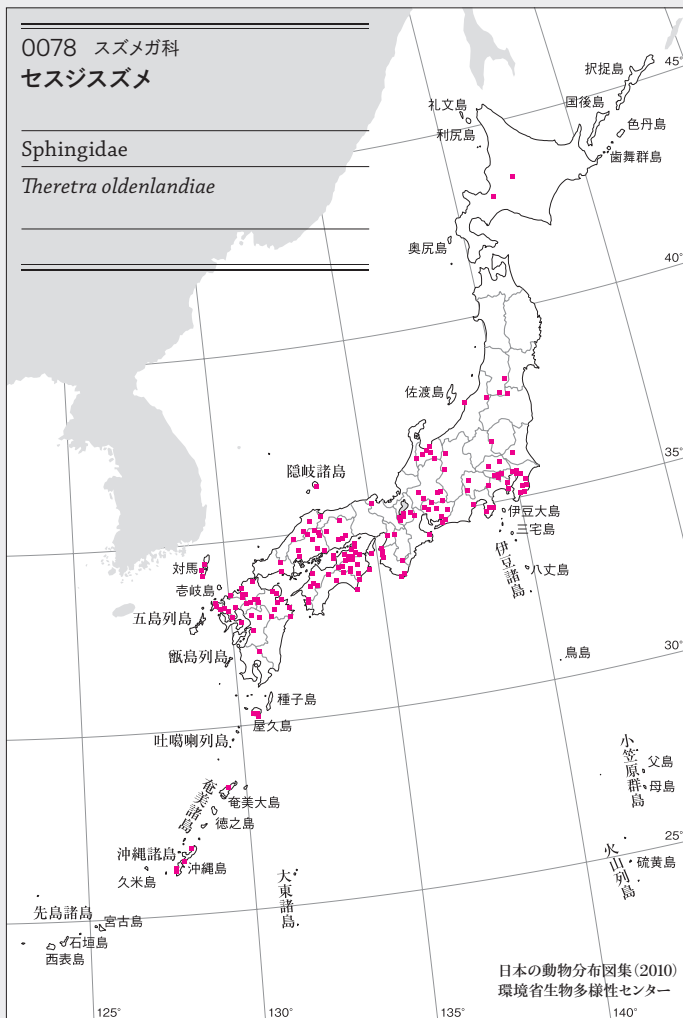 0078 スズメガ科
セスジスズメ
Sphingidae
Theretra oldenlandiae
45°
択捉島
国後島
礼文島
色丹島
利尻島
歯舞群島
奥尻島
40°
佐渡島
35°
隠岐諸島
伊豆大島
三宅島
伊豆諸島
八丈島
対馬
壱岐島
五島列島
甑島列島
鳥島
30°
種子島
屋久島
吐噶喇列島
小笠原群島
父島
母島
奄美諸島
奄美大島
徳之島
25°
沖縄諸島
沖縄島
久米島
火山列島
硫黄島
大東諸島
先島諸島
宮古島
石垣島
西表島
日本の動物分布図集(2010)
環境省生物多様性センター
125°
130°
135°
140°